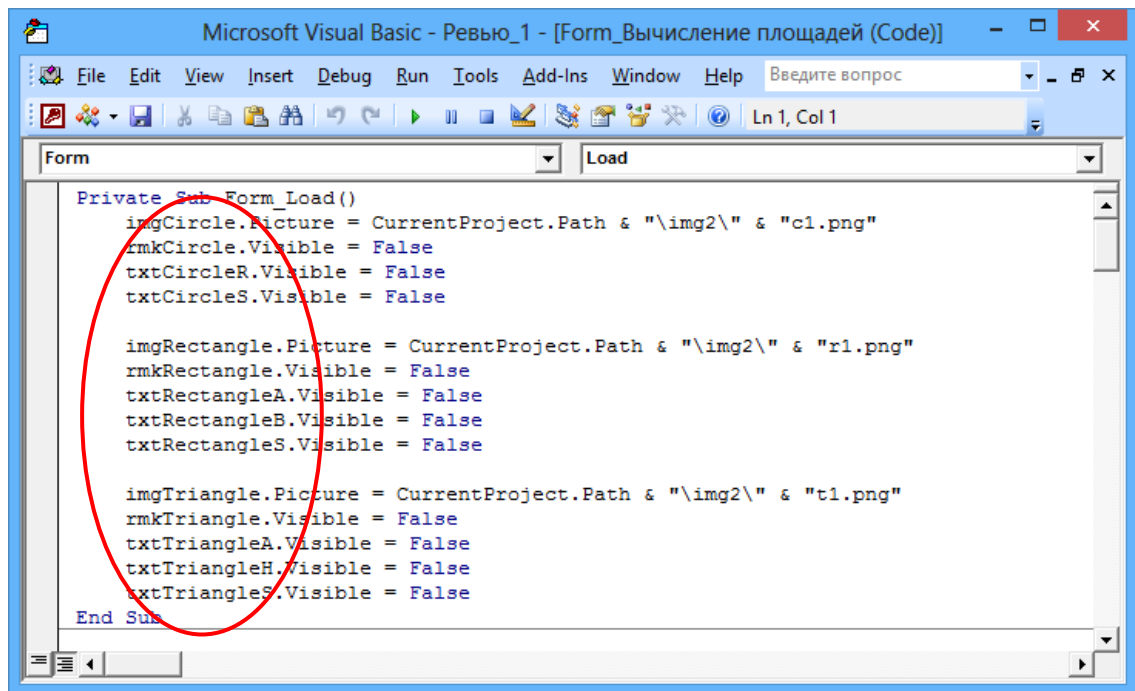 Microsoft Visual Basic - Ревью_1 - [Form_Вычисление площадей (Code)]
File Edit View Insert Debug Run Tools Add-Ins Window Help Введите вопрос
Ln 1, Col 1
Form Load
Private Sub Form_Load()
imgCircle.Picture = CurrentProject.Path & "\img2\" & "c1.png"
rmkCircle.Visible = False
txtCircleR.Visible = False
txtCircleS.Visible = False
imgRectangle.Picture = CurrentProject.Path & "\img2\" & "r1.png"
rmkRectangle.Visible = False
txtRectangleA.Visible = False
txtRectangleB.Visible = False
txtRectangleS.Visible = False
imgTriangle.Picture = CurrentProject.Path & "\img2\" & "t1.png"
rmkTriangle.Visible = False
txtTriangleA.Visible = False
txtTriangleH.Visible = False
txtTriangleS.Visible = False
End Sub